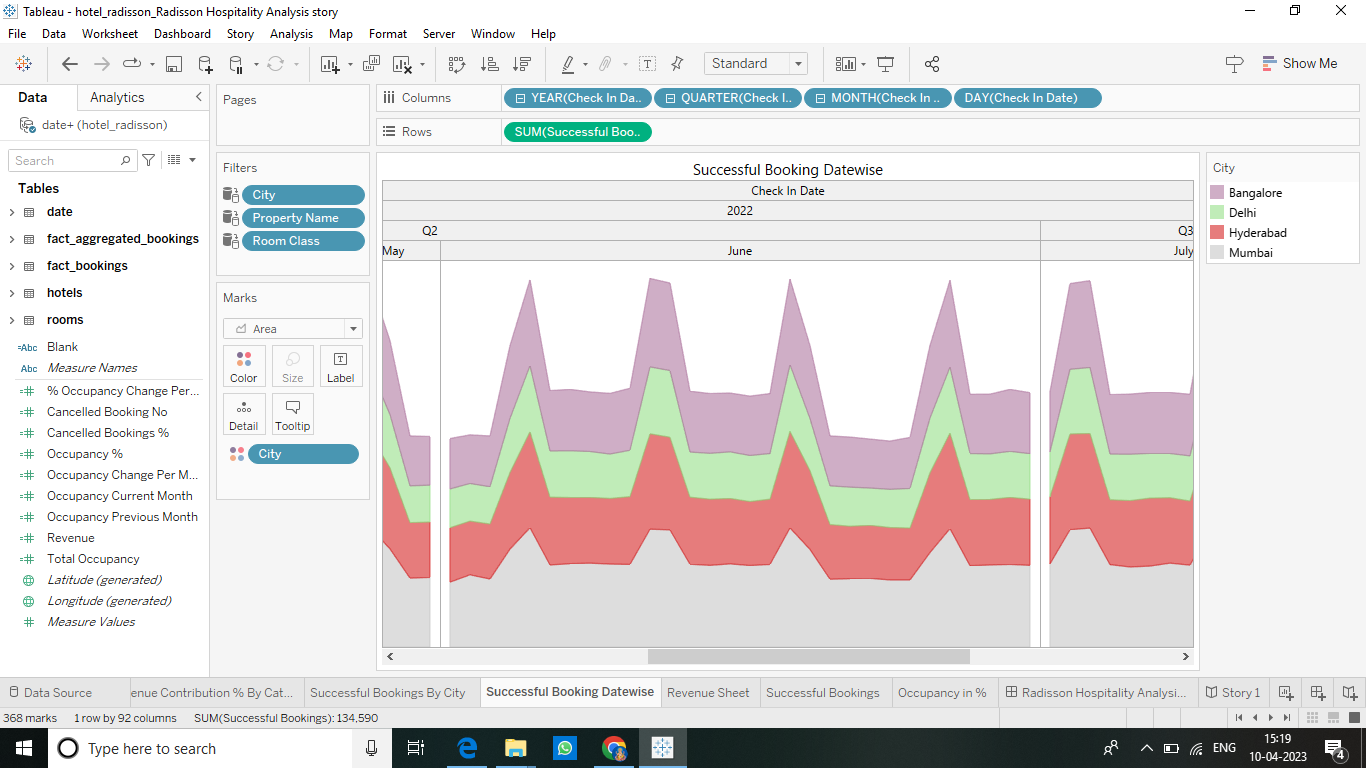 Tableau - hotel_radisson_Radisson Hospitality Analysis story
File Data Worksheet Dashboard Story Analysis Map Format Server Window Help
Standard
Show Me
Data Analytics
date+ (hotel_radisson)
Search
Tables
date
fact_aggregated_bookings
fact_bookings
hotels
rooms
=Abc Blank
Abc Measure Names
% Occupancy Change Per...
Cancelled Booking No
Cancelled Bookings %
Occupancy %
Occupancy Change Per M...
Occupancy Current Month
Occupancy Previous Month
Revenue
Total Occupancy
Latitude (generated)
Longitude (generated)
Measure Values
Pages
Filters
City
Property Name
Room Class
Marks
Area
Color Size Label
Detail Tooltip
City
Columns YEAR(Check In Da.. QUARTER(Check I.. MONTH(Check In .. DAY(Check In Date)
Rows SUM(Successful Boo..
Successful Booking Datewise
Check In Date
2022
Q2 Q3
May June July
City
Bangalore
Delhi
Hyderabad
Mumbai
Data Source enue Contribution % By Cat... Successful Bookings By City Successful Booking Datewise Revenue Sheet Successful Bookings Occupancy in % Radisson Hospitality Analysi... Story 1
368 marks 1 row by 92 columns SUM(Successful Bookings): 134.590
Type here to search
ENG
15:19
10-04-2023
4